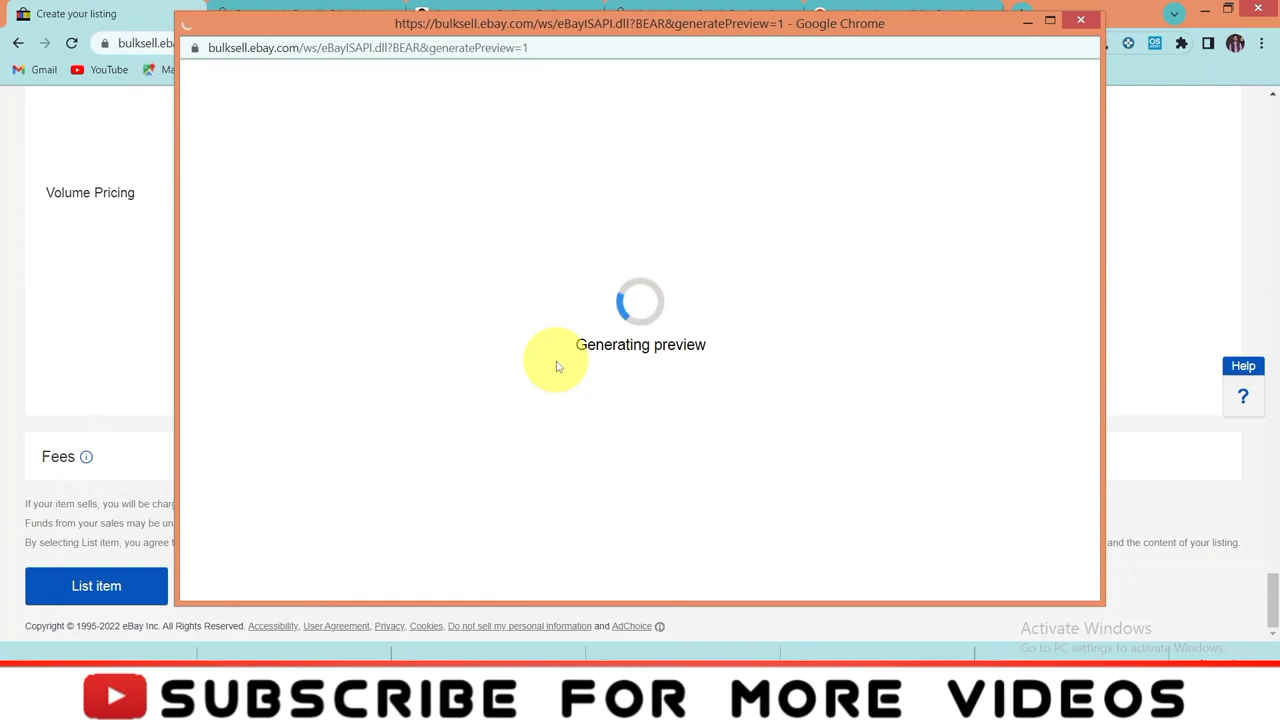 Create your listing
https://bulksell.ebay.com/ws/eBayISAPI.dll?BEAR&generatePreview=1 - Google Chrome
bulksell.eba
bulksell.ebay.com/ws/eBayISAPI.dll?BEAR&generatePreview=1
Gmail
YouTube
Ma
Volume Pricing
Generating preview
Help
?
Fees
If your item sells, you will be charg
Funds from your sales may be un
By selecting List item, you agree t
and the content of your listing.
List item
Copyright © 1995-2022 eBay Inc. All Rights Reserved. Accessibility, User Agreement, Privacy, Cookies, Do not sell my personal information and AdChoice
Activate Windows
Go to PC settings to activate Windows.
SUBSCRIBE FOR MORE VIDEOS